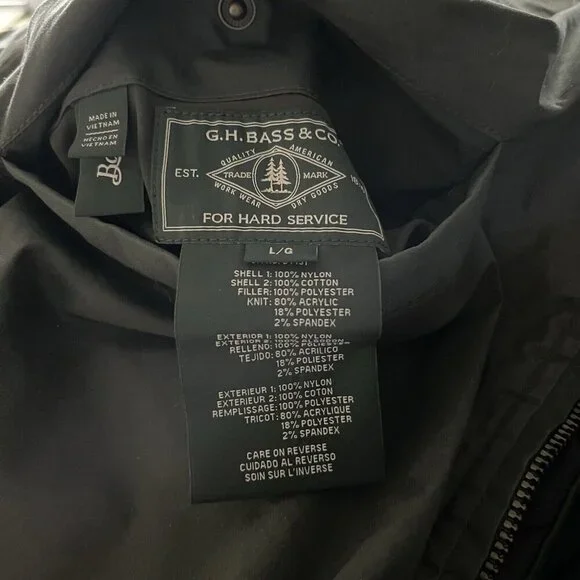 MADE IN
VIETNAM
HECHO EN
VIETNAM
G.H. BASS & CO.
QUALITY AMERICAN
EST.
TRADE MARK
WORK WEAR DRY GOODS
FOR HARD SERVICE
L/G
SHELL 1: 100% NYLON
SHELL 2: 100% COTTON
FILLER: 100% POLYESTER
KNIT: 80% ACRYLIC
18% POLYESTER
2% SPANDEX
EXTERIOR 1: 100% NYLON
EXTERIOR 2: 100% ALGODON
RELLENO: 100% POLIESTER
TEJIDO: 80% ACRILICO
18% POLIESTER
2% SPANDEX
EXTERIEUR 1: 100% NYLON
EXTERIEUR 2: 100% COTON
REMPLISSAGE: 100% POLYESTER
TRICOT: 80% ACRYLIQUE
18% POLYESTER
2% SPANDEX
CARE ON REVERSE
CUIDADO AL REVERSO
SOIN SUR L'INVERSE